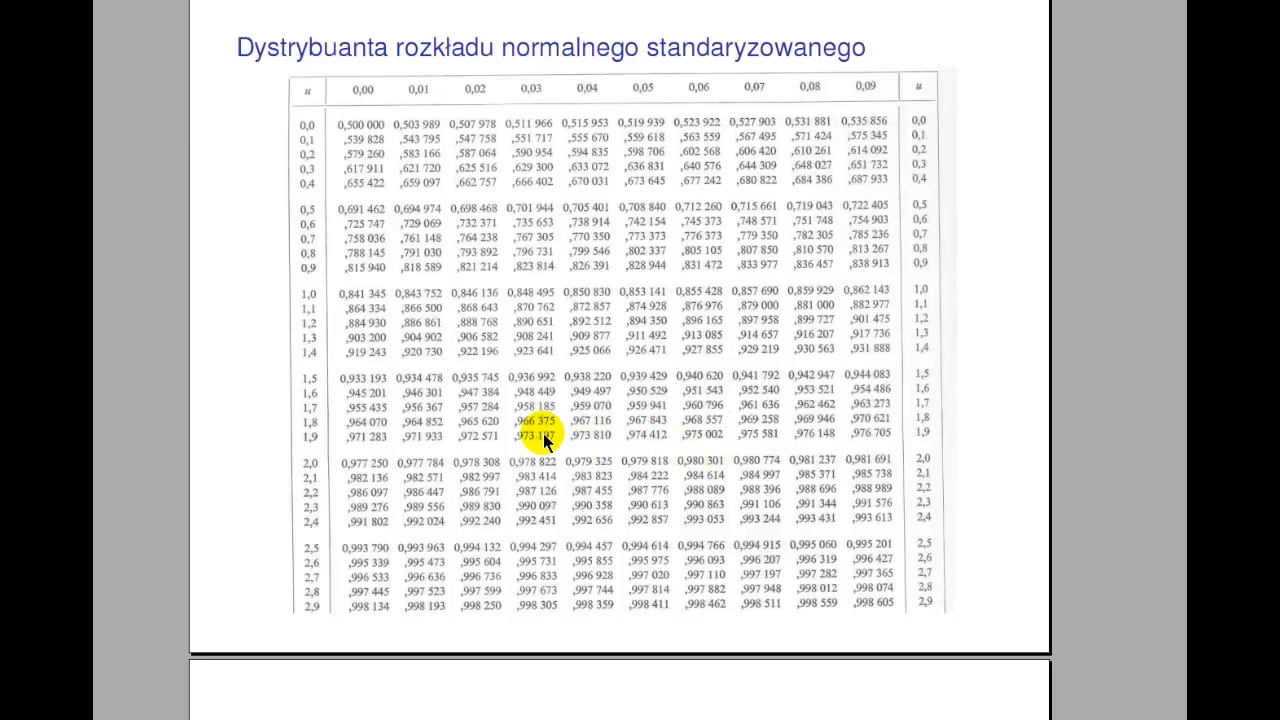 Dystrybuanta rozkładu normalnego standaryzowanego
u 0,00 0,01 0,02 0,03 0,04 0,05 0,06 0,07 0,08 0,09 u
0,0 0,500 000 0,503 989 0,507 978 0,511 966 0,515 953 0,519 939 0,523 922 0,527 903 0,531 881 0,535 856 0,0
0,1 ,539 828 ,543 795 ,547 758 ,551 717 ,555 670 ,559 618 ,563 559 ,567 495 ,571 424 ,575 345 0,1
0,2 ,579 260 ,583 166 ,587 064 ,590 954 ,594 835 ,598 706 ,602 568 ,606 420 ,610 261 ,614 092 0,2
0,3 ,617 911 ,621 720 ,625 516 ,629 300 ,633 072 ,636 831 ,640 576 ,644 309 ,648 027 ,651 732 0,3
0,4 ,655 422 ,659 097 ,662 757 ,666 402 ,670 031 ,673 645 ,677 242 ,680 822 ,684 386 ,687 933 0,4
0,5 0,691 462 0,694 974 0,698 468 0,701 944 0,705 401 0,708 840 0,712 260 0,715 661 0,719 043 0,722 405 0,5
0,6 ,725 747 ,729 069 ,732 371 ,735 653 ,738 914 ,742 154 ,745 373 ,748 571 ,751 748 ,754 903 0,6
0,7 ,758 036 ,761 148 ,764 238 ,767 305 ,770 350 ,773 373 ,776 373 ,779 350 ,782 305 ,785 236 0,7
0,8 ,788 145 ,791 030 ,793 892 ,796 731 ,799 546 ,802 337 ,805 105 ,807 850 ,810 570 ,813 267 0,8
0,9 ,815 940 ,818 589 ,821 214 ,823 814 ,826 391 ,828 944 ,831 472 ,833 977 ,836 457 ,838 913 0,9
1,0 0,841 345 0,843 752 0,846 136 0,848 495 0,850 830 0,853 141 0,855 428 0,857 690 0,859 929 0,862 143 1,0
1,1 ,864 334 ,866 500 ,868 643 ,870 762 ,872 857 ,874 928 ,876 976 ,879 000 ,881 000 ,882 977 1,1
1,2 ,884 930 ,886 861 ,888 768 ,890 651 ,892 512 ,894 350 ,896 165 ,897 958 ,899 727 ,901 475 1,2
1,3 ,903 200 ,904 902 ,906 582 ,908 241 ,909 877 ,911 492 ,913 085 ,914 657 ,916 207 ,917 736 1,3
1,4 ,919 243 ,920 730 ,922 196 ,923 641 ,925 066 ,926 471 ,927 855 ,929 219 ,930 563 ,931 888 1,4
1,5 0,933 193 0,934 478 0,935 745 0,936 992 0,938 220 0,939 429 0,940 620 0,941 792 0,942 947 0,944 083 1,5
1,6 ,945 201 ,946 301 ,947 384 ,948 449 ,949 497 ,950 529 ,951 543 ,952 540 ,953 521 ,954 486 1,6
1,7 ,955 435 ,956 367 ,957 284 ,958 185 ,959 070 ,959 941 ,960 796 ,961 636 ,962 462 ,963 273 1,7
1,8 ,964 070 ,964 852 ,965 620 ,966 375 ,967 116 ,967 843 ,968 557 ,969 258 ,969 946 ,970 621 1,8
1,9 ,971 283 ,971 933 ,972 571 ,973 197 ,973 810 ,974 412 ,975 002 ,975 581 ,976 148 ,976 705 1,9
2,0 0,977 250 0,977 784 0,978 308 0,978 822 0,979 325 0,979 818 0,980 301 0,980 774 0,981 237 0,981 691 2,0
2,1 ,982 136 ,982 571 ,982 997 ,983 414 ,983 823 ,984 222 ,984 614 ,984 997 ,985 371 ,985 738 2,1
2,2 ,986 097 ,986 447 ,986 791 ,987 126 ,987 455 ,987 776 ,988 089 ,988 396 ,988 696 ,988 989 2,2
2,3 ,989 276 ,989 556 ,989 830 ,990 097 ,990 358 ,990 613 ,990 863 ,991 106 ,991 344 ,991 576 2,3
2,4 ,991 802 ,992 024 ,992 240 ,992 451 ,992 656 ,992 857 ,993 053 ,993 244 ,993 431 ,993 613 2,4
2,5 0,993 790 0,993 963 0,994 132 0,994 297 0,994 457 0,994 614 0,994 766 0,994 915 0,995 060 0,995 201 2,5
2,6 ,995 339 ,995 473 ,995 604 ,995 731 ,995 855 ,995 975 ,996 093 ,996 207 ,996 319 ,996 427 2,6
2,7 ,996 533 ,996 636 ,996 736 ,996 833 ,996 928 ,997 020 ,997 110 ,997 197 ,997 282 ,997 365 2,7
2,8 ,997 445 ,997 523 ,997 599 ,997 673 ,997 744 ,997 814 ,997 882 ,997 948 ,998 012 ,998 074 2,8
2,9 ,998 134 ,998 193 ,998 250 ,998 305 ,998 359 ,998 411 ,998 462 ,998 511 ,998 559 ,998 605 2,9